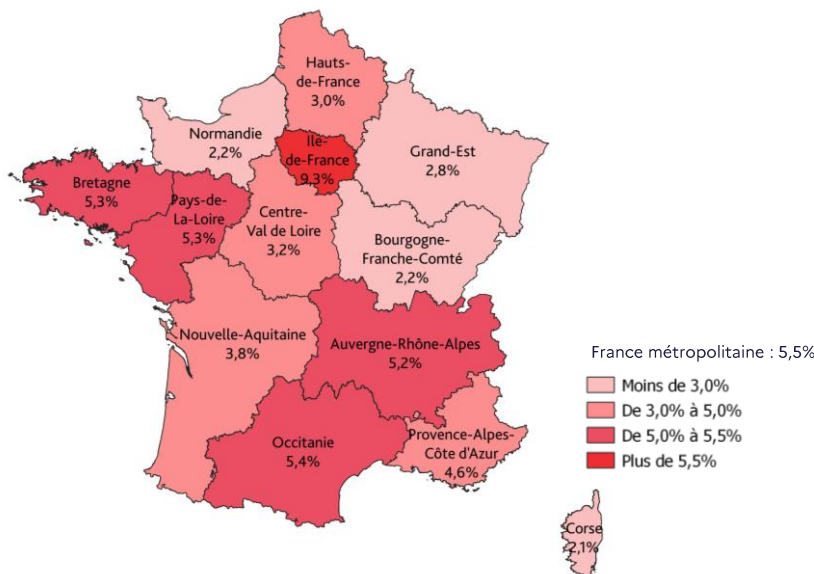 Hauts-
de-France
3,0%
Normandie
2,2%
Ile-
de-France
9,3%
Grand-Est
2,8%
Bretagne
5,3%
Pays-de-
La-Loire
5,3%
Centre-
Val de Loire
3,2%
Bourgogne-
Franche-Comté
2,2%
Nouvelle-Aquitaine
3,8%
Auvergne-Rhône-Alpes
5,2%
Occitanie
5,4%
Provence-Alpes-
Côte d'Azur
4,6%
Corse
2,1%
France métropolitaine : 5,5%
Moins de 3,0%
De 3,0% à 5,0%
De 5,0% à 5,5%
Plus de 5,5%